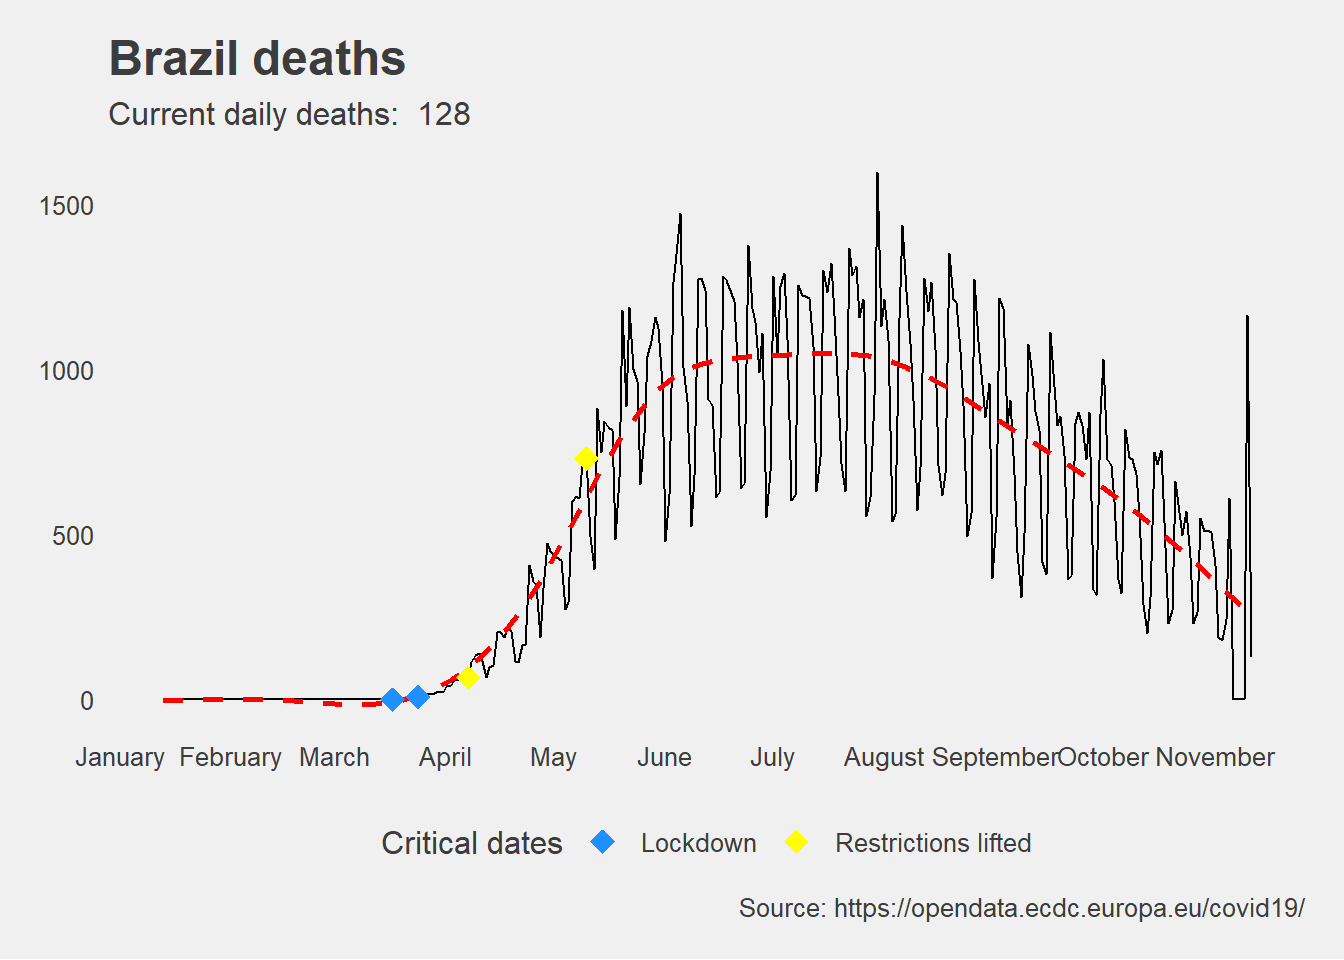 Brazil deaths
Current daily deaths:  128
1500
1000
500
0
January February March April May June July August September October November
Critical dates Lockdown Restrictions lifted
Source: https://opendata.ecdc.europa.eu/covid19/